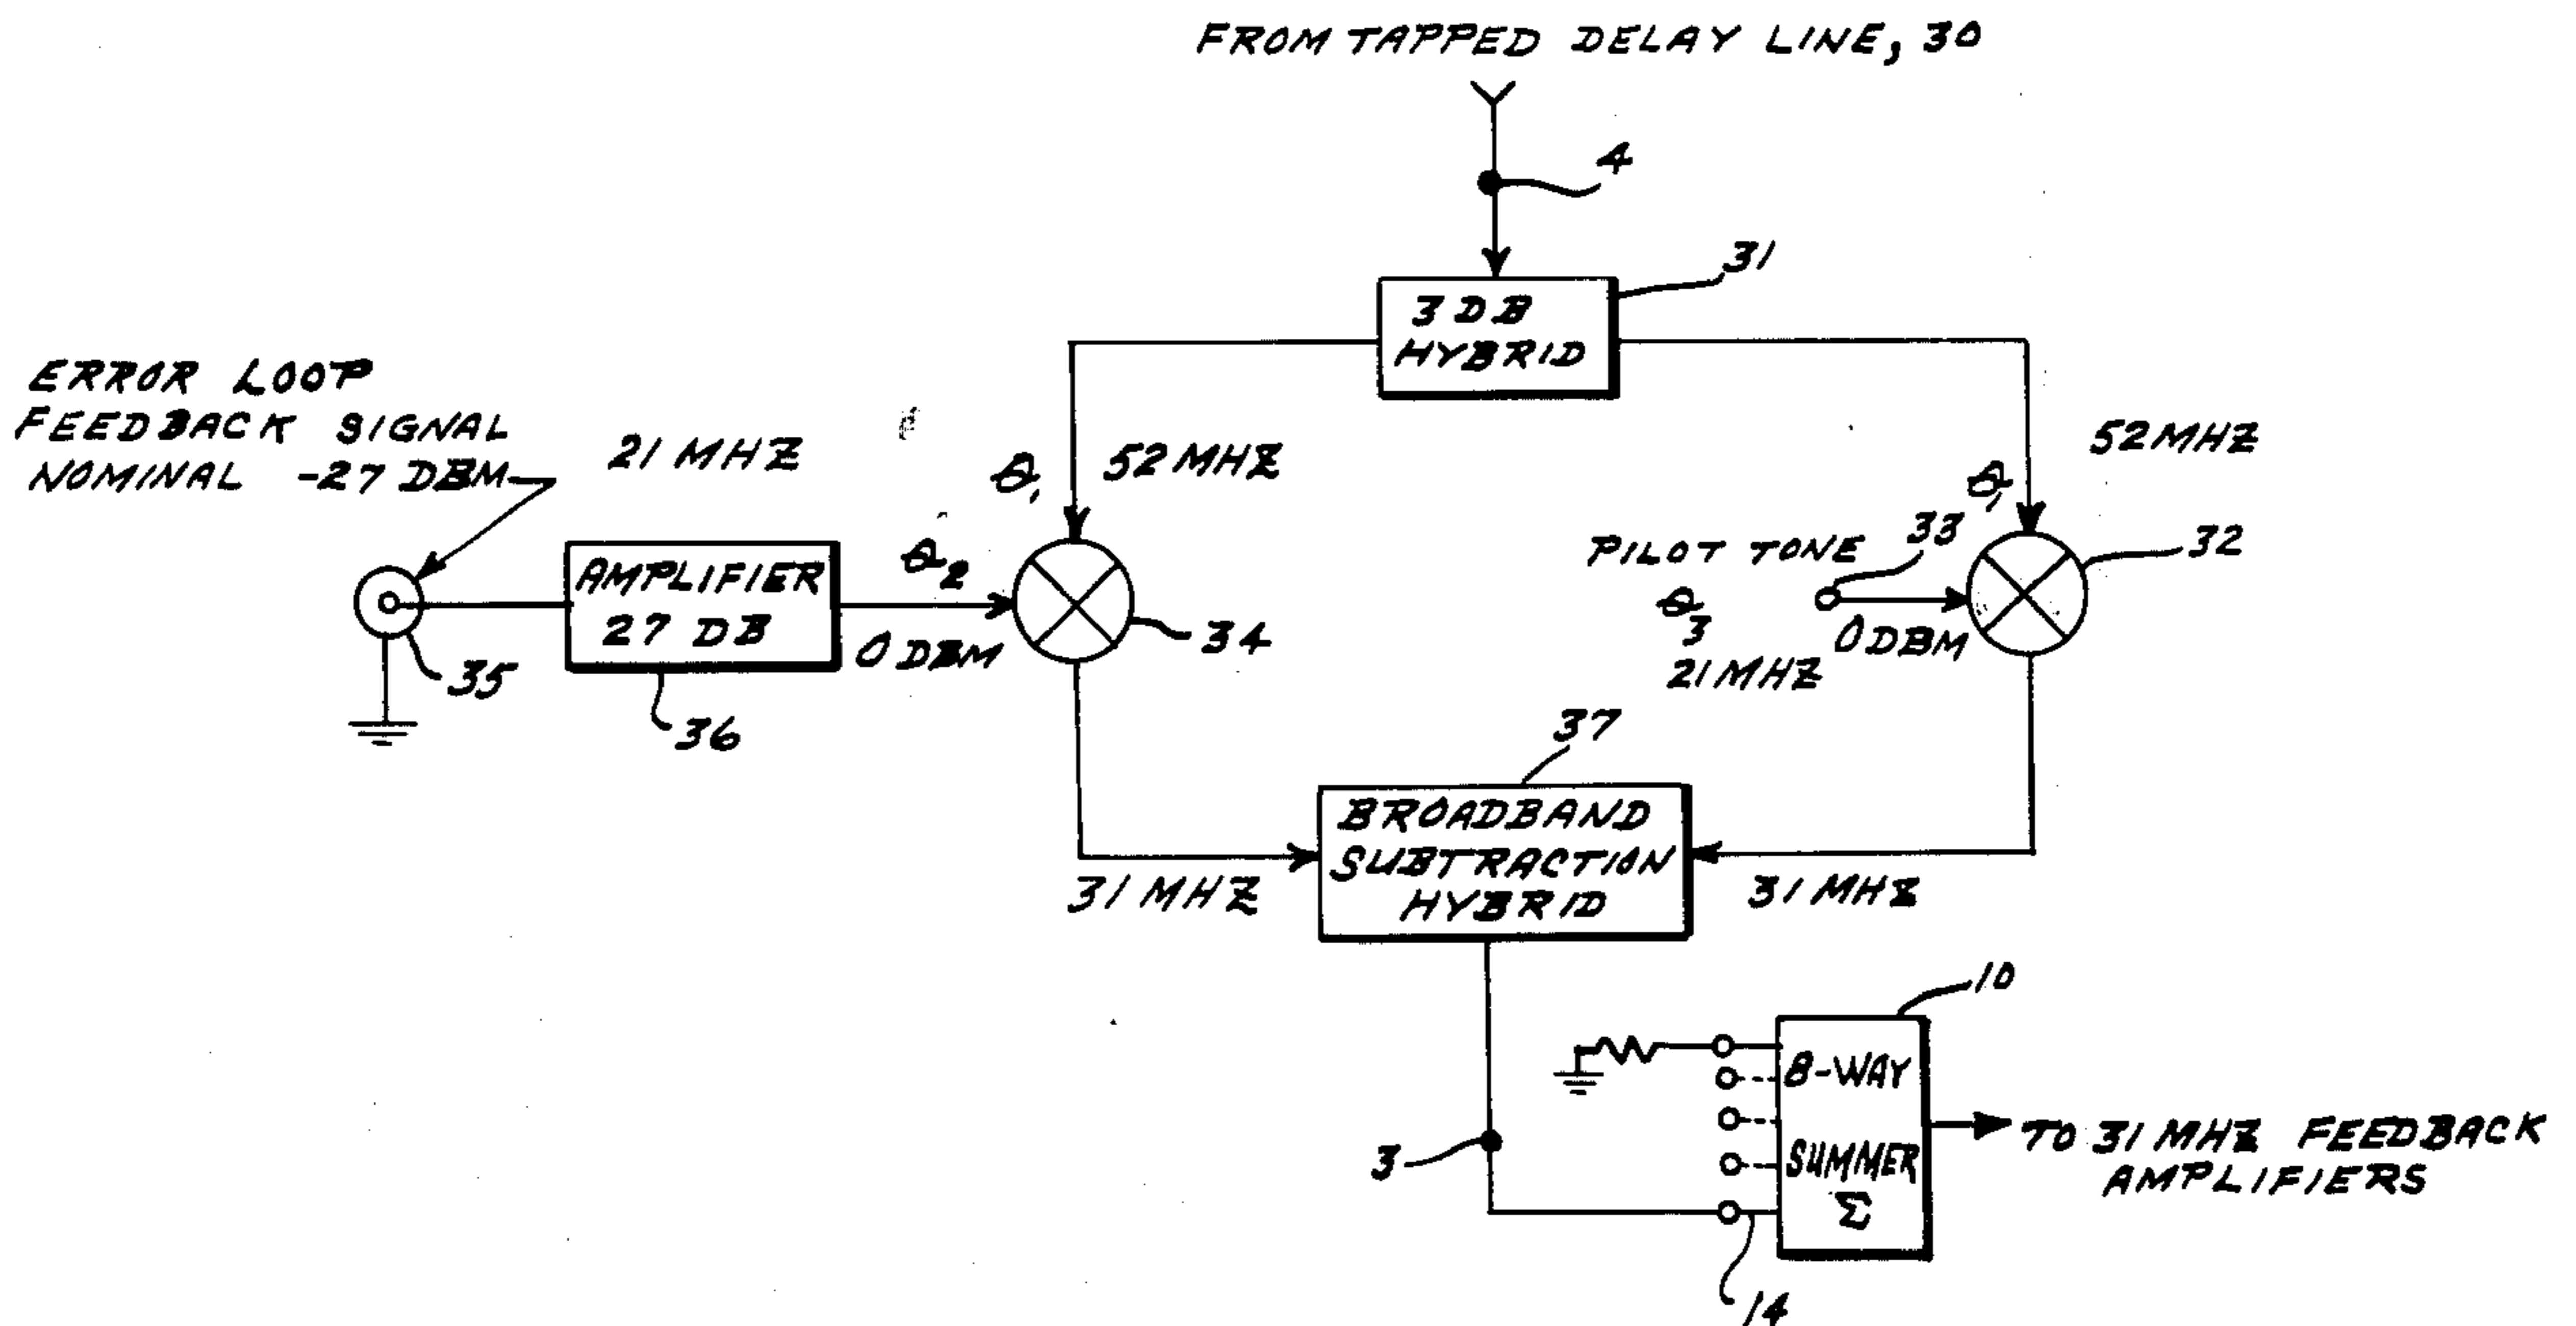 FROM TAPPED DELAY LINE, 30
4
31
3 DB
HYBRID
ERROR LOOP
FEEDBACK SIGNAL
NOMINAL -27 DBM
21 MHZ
θ1
52 MHZ
52 MHZ
θ1
33
32
PILOT TONE
θ3
21 MHZ
0 DBM
AMPLIFIER
27 DB
θ2
0 DBM
34
35
36
37
BROADBAND
SUBTRACTION
HYBRID
31 MHZ
31 MHZ
10
8-WAY
SUMMER
Σ
3
14
TO 31 MHZ FEEDBACK
AMPLIFIERS